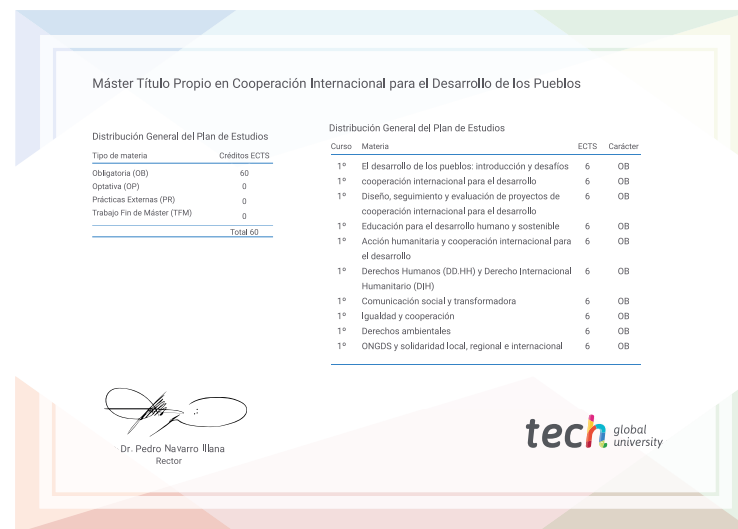 Máster Título Propio en Cooperación Internacional para el Desarrollo de los Pueblos
Distribución General del Plan de Estudios
Tipo de materia Créditos ECTS
Obligatoria (OB) 60
Optativa (OP) 0
Prácticas Externas (PR) 0
Trabajo Fin de Máster (TFM) 0
Total 60
Distribución General del Plan de Estudios
Curso Materia ECTS Carácter
1º El desarrollo de los pueblos: introducción y desafíos 6 OB
1º cooperación internacional para el desarrollo 6 OB
1º Diseño, seguimiento y evaluación de proyectos de 6 OB
cooperación internacional para el desarrollo
1º Educación para el desarrollo humano y sostenible 6 OB
1º Acción humanitaria y cooperación internacional para 6 OB
el desarrollo
1º Derechos Humanos (DD.HH) y Derecho Internacional 6 OB
Humanitario (DIH)
1º Comunicación social y transformadora 6 OB
1º Igualdad y cooperación 6 OB
1º Derechos ambientales 6 OB
1º ONGDS y solidaridad local, regional e internacional 6 OB
Dr. Pedro Navarro Illana
Rector
tech global
university